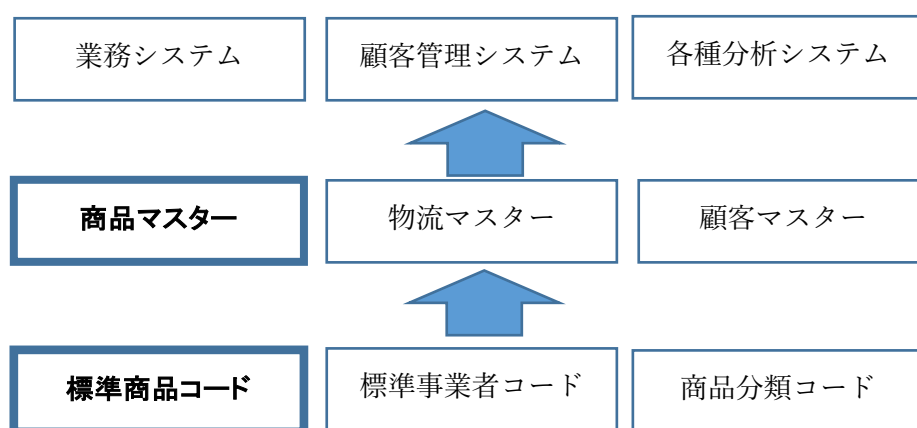 業務システム
顧客管理システム
各種分析システム
商品マスター
物流マスター
顧客マスター
標準商品コード
標準事業者コード
商品分類コード